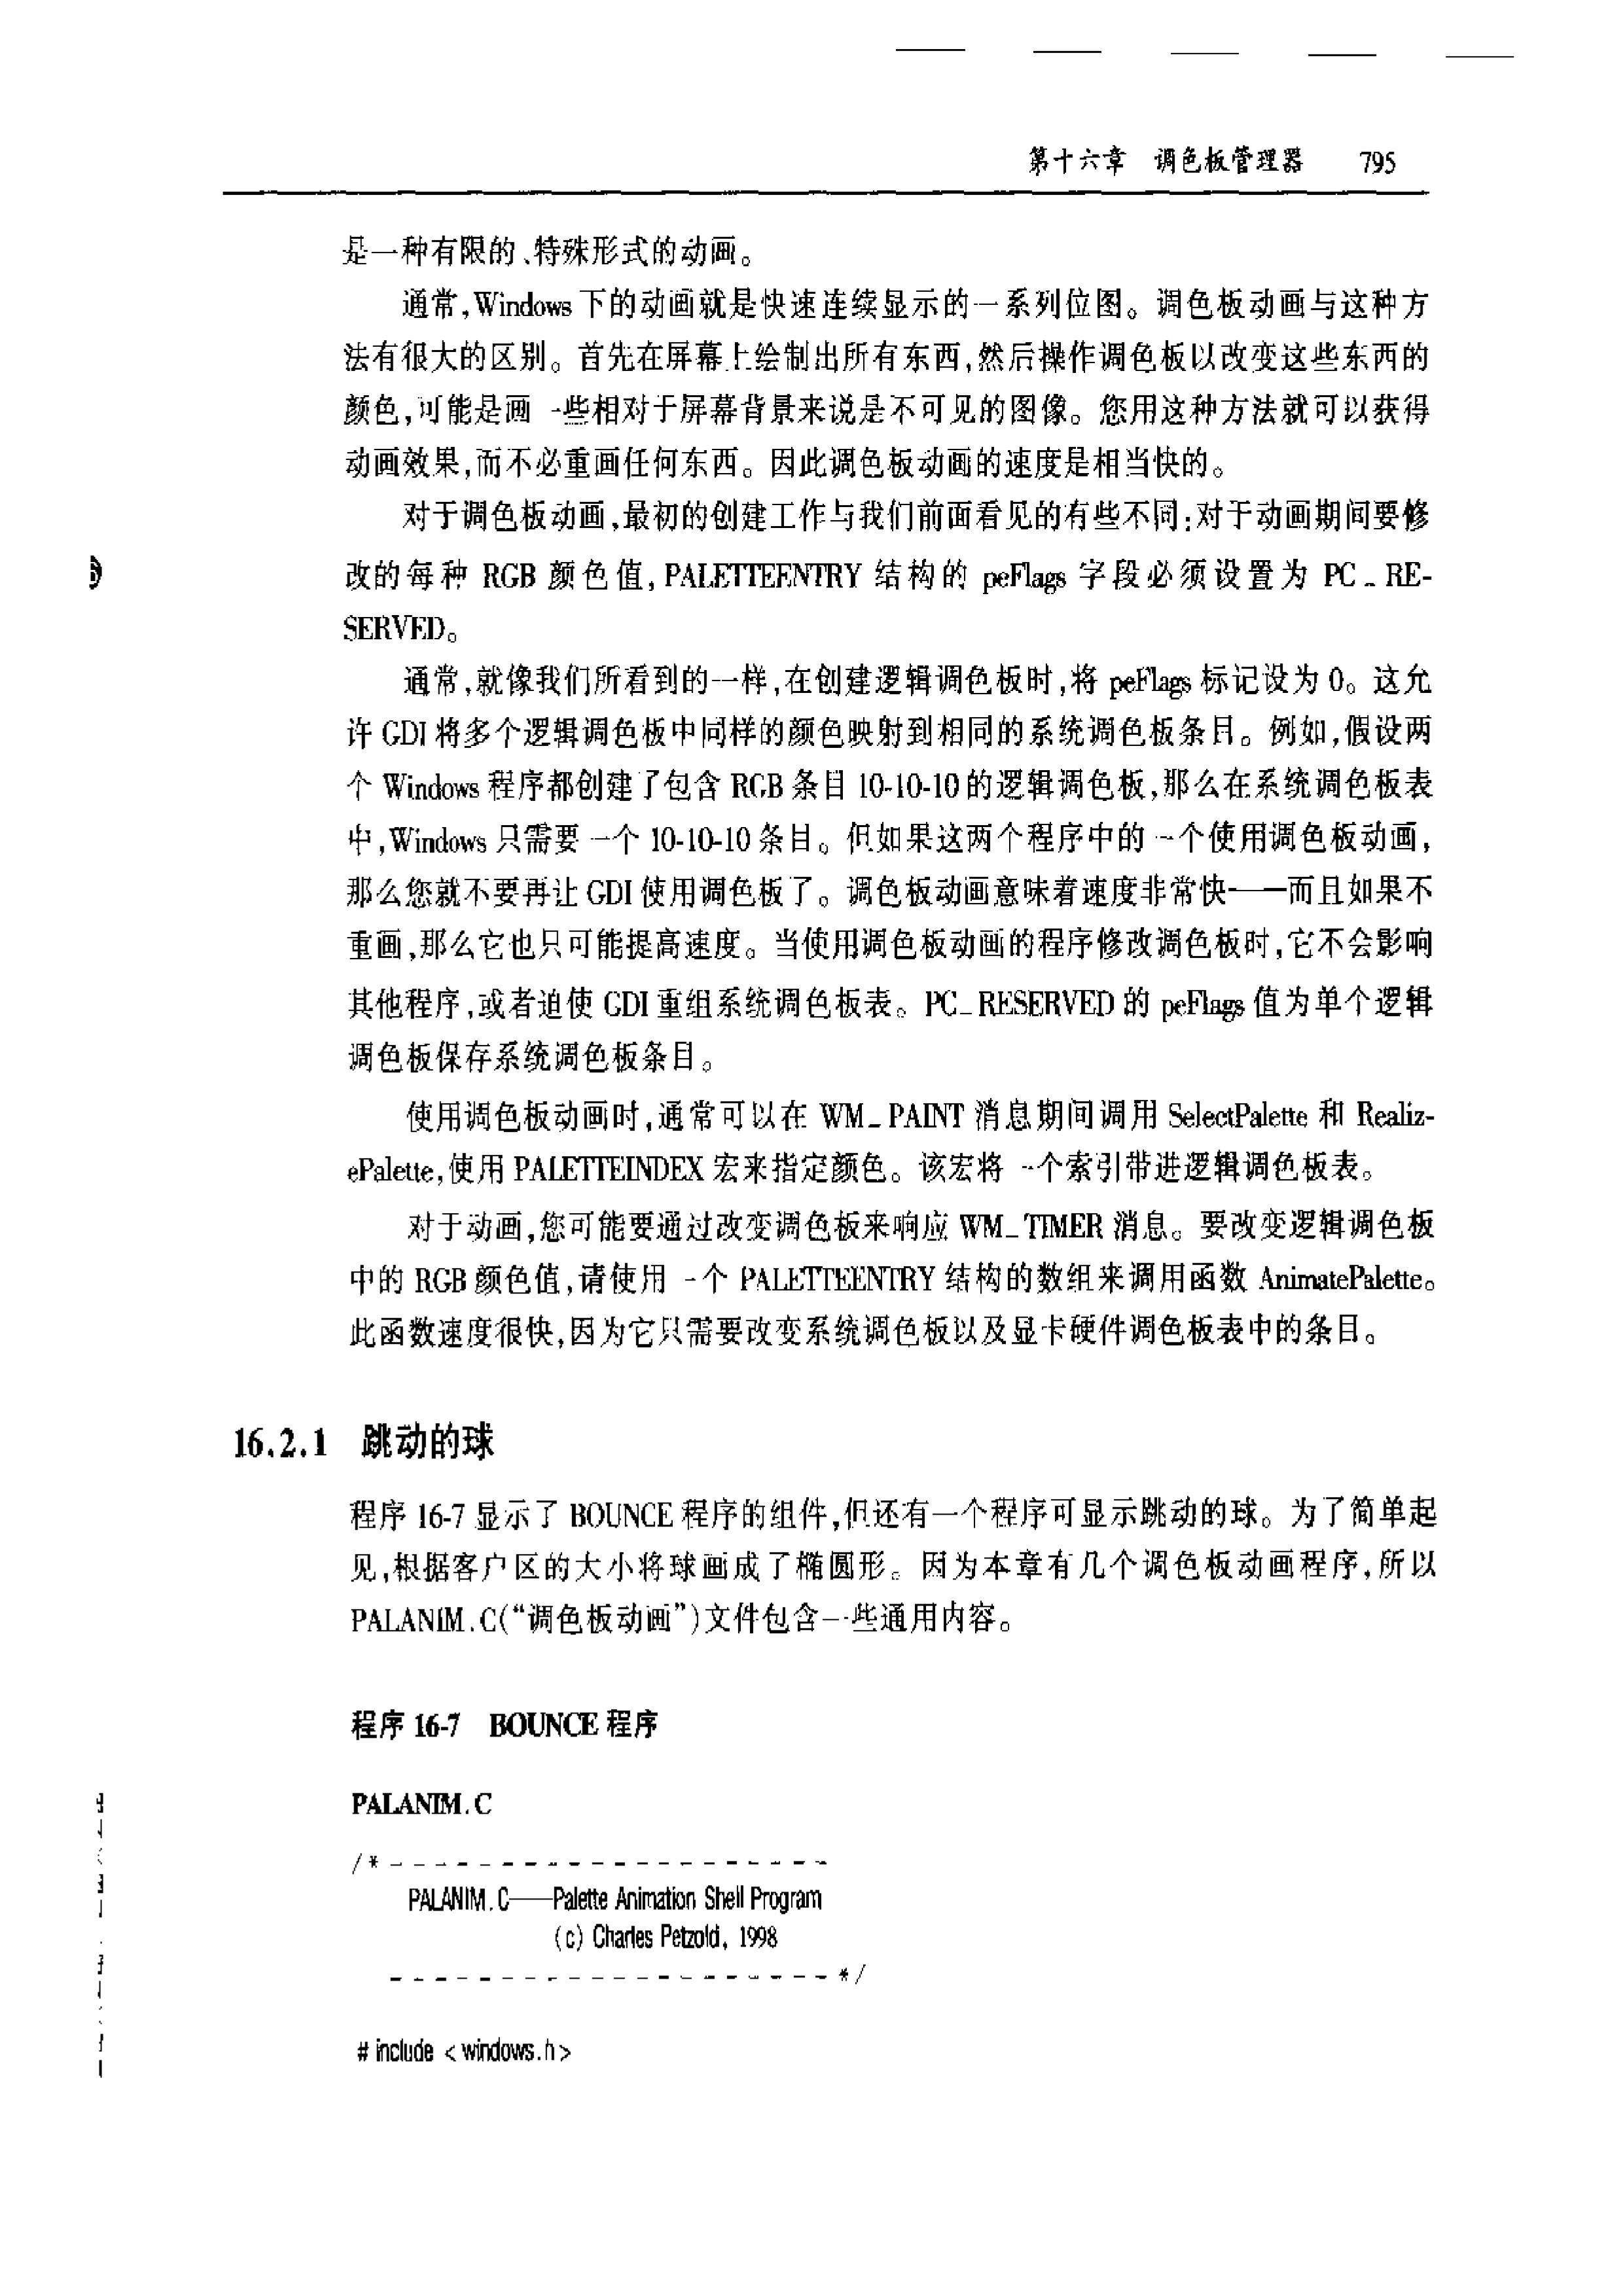 第十六章 调色板管理器 795
是一种有限的、特殊形式的动画。
通常,Windows 下的动画就是快速连续显示的一系列位图。调色板动画与这种方
法有很大的区别。首先在屏幕上绘制出所有东西,然后操作调色板以改变这些东西的
颜色,可能是画一些相对于屏幕背景来说是不可见的图像。您用这种方法就可以获得
动画效果,而不必重画任何东西。因此调色板动画的速度是相当快的。
对于调色板动画,最初的创建工作与我们前面看见的有些不同;对于动画期间要修
改的每种 RGB 颜色值, PALETTEENTRY 结构的 peFlags 字段必须设置为 PC_RE-
SERVED。
通常,就像我们所看到的一样,在创建逻辑调色板时,将 peFlags 标记设为 0。这允
许 GDI 将多个逻辑调色板中同样的颜色映射到相同的系统调色板条目。例如,假设两
个 Windows 程序都创建了包含 RGB 条目 10-10-10 的逻辑调色板,那么在系统调色板表
中,Windows 只需要一个 10-10-10 条目。但如果这两个程序中的一个使用调色板动画,
那么您就不要再让 GDI 使用调色板了。调色板动画意味着速度非常快——而且如果不
重画,那么它也只可能提高速度。当使用调色板动画的程序修改调色板时,它不会影响
其他程序,或者迫使 GDI 重组系统调色板表。PC_RESERVED 的 peFlags 值为单个逻辑
调色板保存系统调色板条目。
使用调色板动画时,通常可以在 WM_PAINT 消息期间调用 SelectPalette 和 Realiz-
ePalette,使用 PALETTEINDEX 宏来指定颜色。该宏将一个索引带进逻辑调色板表。
对于动画,您可能要通过改变调色板来响应 WM_TIMER 消息。要改变逻辑调色板
中的 RGB 颜色值,请使用一个 PALETTEENTRY 结构的数组来调用函数 AnimatePalette。
此函数速度很快,因为它只需要改变系统调色板以及显卡硬件调色板表中的条目。
16.2.1 跳动的球
程序 16-7 显示了 BOUNCE 程序的组件,但还有一个程序可显示跳动的球。为了简单起
见,根据客户区的大小将球画成了椭圆形。因为本章有几个调色板动画程序,所以
PALANIM.C(“调色板动画”)文件包含一些通用内容。
程序 16-7 BOUNCE 程序
PALANIM.C
/* - - - - - - - - - - - - - - - - - - - -
PALANIM.C——Palette Animation Shell Program
(c) Charles Petzold, 1998
- - - - - - - - - - - - - - - - - - - - */
# include < windows.h >